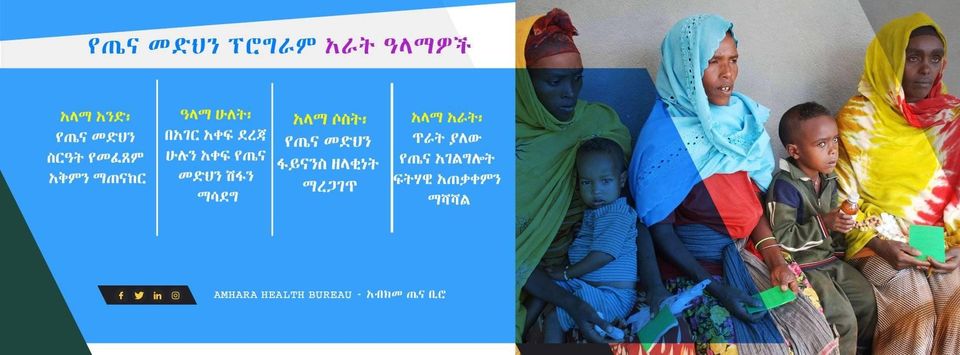 የጤና መድህን ፕሮግራም አራት ዓላማዎች
አላማ አንድ፡
የጤና መድህን
ስርዓት የመፈጸም
አቅምን ማጠናከር
ዓላማ ሁለት፡
በአገር አቀፍ ደረጃ
ሁሉን አቀፍ የጤና
መድህን ሽፋን
ማሳደግ
አላማ ሶስት፡
የጤና መድህን
ፋይናንስ ዘላቂነት
ማረጋገጥ
አላማ አራት፡
ጥራት ያለው
የጤና አገልግሎት
ፍትሃዊ አጠቃቀምን
ማሻሻል
AMHARA HEALTH BUREAU - አብክመ ጤና ቢሮ